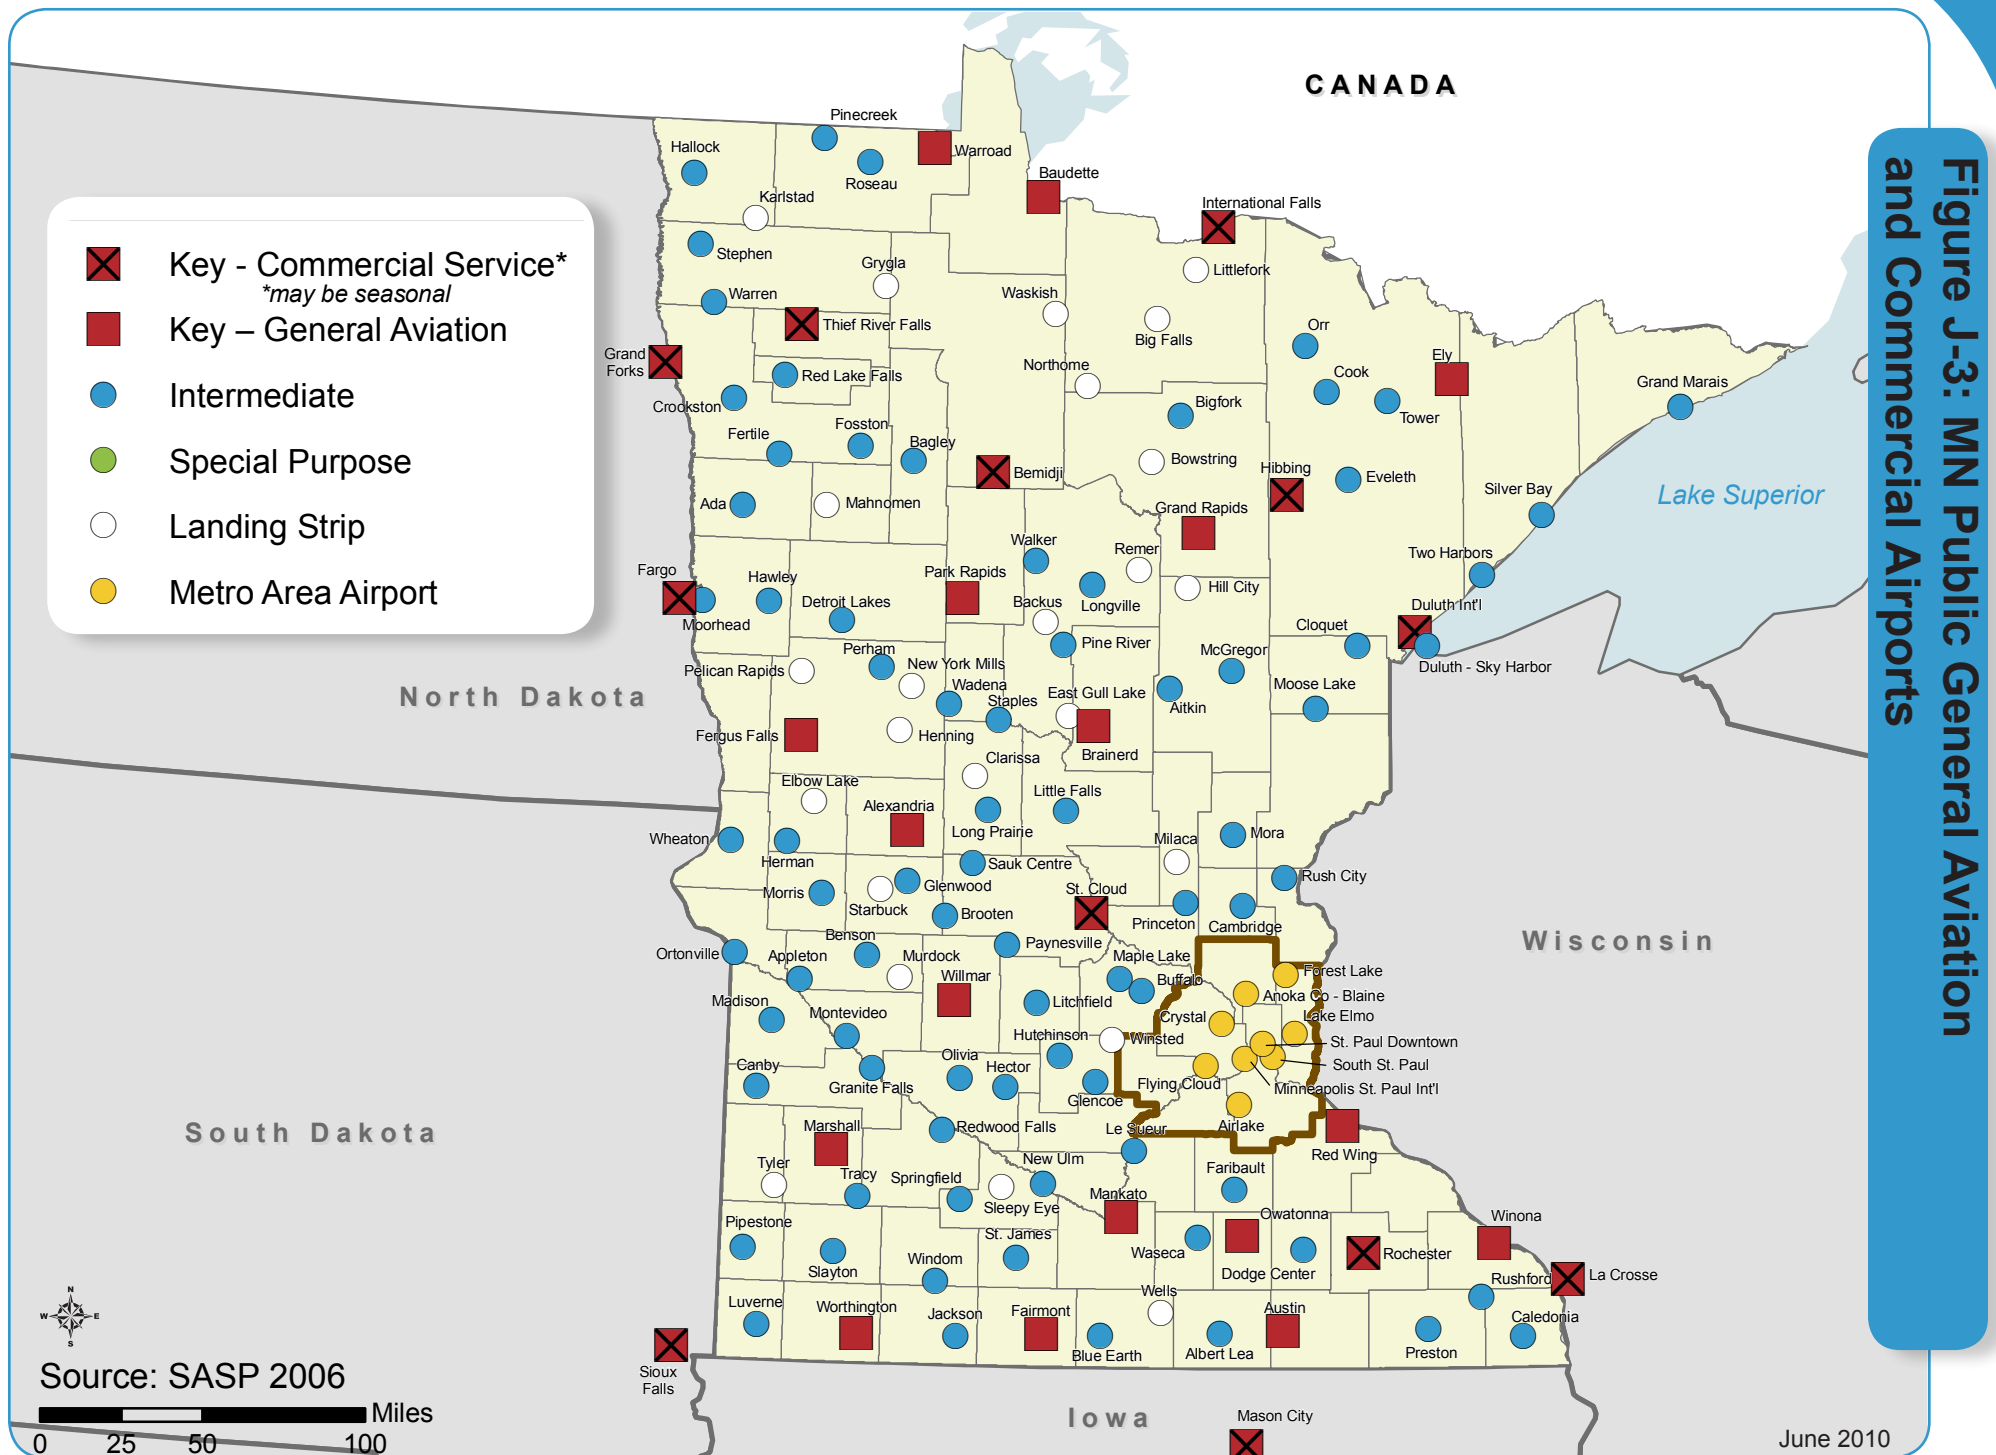 CANADA
Pinecreek
Hallock
Warroad
Roseau
Baudette
Karlstad
International Falls
Key - Commercial Service*
*may be seasonal
Key – General Aviation
Intermediate
Special Purpose
Landing Strip
Metro Area Airport
Stephen
Grygla
Littlefork
Waskish
Warren
Thief River Falls
Orr
Big Falls
Grand
Forks
Ely
Northome
Red Lake Falls
Cook
Grand Marais
Crookston
Bigfork
Tower
Fosston
Fertile
Bagley
Bowstring
Hibbing
Bemidji
Eveleth
Silver Bay
Lake Superior
Ada
Mahnomen
Grand Rapids
Walker
Remer
Two Harbors
Fargo
Hawley
Park Rapids
Hill City
Detroit Lakes
Backus
Longville
Duluth Int'l
Moorhead
Cloquet
Pine River
Perham
McGregor
Pelican Rapids
New York Mills
Duluth - Sky Harbor
Wadena
East Gull Lake
Moose Lake
North Dakota
Staples
Aitkin
Fergus Falls
Henning
Brainerd
Clarissa
Elbow Lake
Little Falls
Alexandria
Long Prairie
Wheaton
Milaca
Mora
Herman
Sauk Centre
Rush City
Morris
Glenwood
St. Cloud
Starbuck
Brooten
Princeton
Cambridge
Benson
Paynesville
Wisconsin
Ortonville
Appleton
Murdock
Maple Lake
Willmar
Buffalo
Forest Lake
Anoka Co - Blaine
Madison
Litchfield
Montevideo
Crystal
Lake Elmo
Hutchinson
Winsted
St. Paul Downtown
Canby
Olivia
Hector
South St. Paul
Granite Falls
Flying Cloud
Minneapolis St. Paul Int'l
Glencoe
South Dakota
Marshall
Redwood Falls
Le Sueur
Airlake
Red Wing
Tyler
Tracy
Springfield
New Ulm
Faribault
Mankato
Sleepy Eye
Owatonna
Winona
Pipestone
St. James
Waseca
Rochester
Slayton
Windom
Dodge Center
La Crosse
Rushford
Wells
Luverne
Worthington
Jackson
Fairmont
Austin
Caledonia
Blue Earth
Albert Lea
Preston
Sioux
Falls
N
W E
S
Source: SASP 2006
Miles
0 25 50 100
Iowa
Mason City
June 2010
Figure J-3: MN Public General Aviation
and Commercial Airports